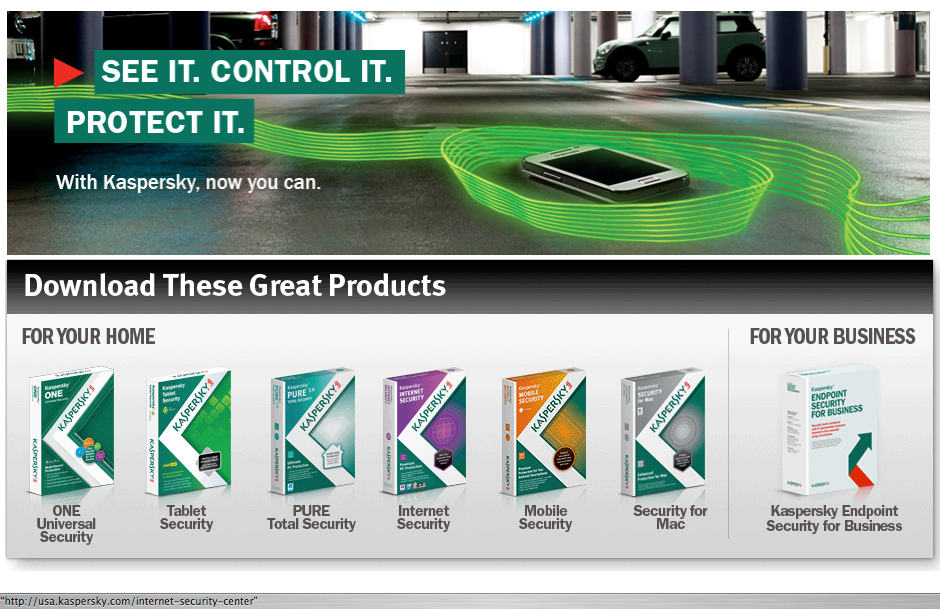 SEE IT. CONTROL IT.
PROTECT IT.
With Kaspersky, now you can.
Download These Great Products
FOR YOUR HOME
FOR YOUR BUSINESS
Kaspersky
ONE
KASPERSKY
Kaspersky
Tablet
Security
KASPERSKY
Kaspersky
PURE 3.0
TOTAL SECURITY
KASPERSKY
Kaspersky
INTERNET
SECURITY
KASPERSKY
Kaspersky
MOBILE
SECURITY
KASPERSKY
Kaspersky
SECURITY
for Mac
KASPERSKY
Kaspersky
ENDPOINT
SECURITY
FOR BUSINESS
ONE
Universal
Security
Tablet
Security
PURE
Total Security
Internet
Security
Mobile
Security
Security for
Mac
Kaspersky Endpoint
Security for Business
"http://usa.kaspersky.com/internet-security-center"